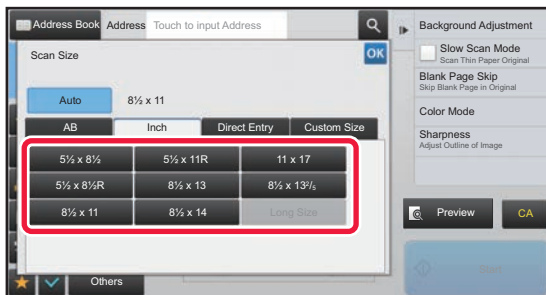 Address Book Address Touch to input Address
Scan Size
OK
Auto 8½ x 11
AB Inch Direct Entry Custom Size
5½ x 8½ 5½ x 11R 11 x 17
5½ x 8½R 8½ x 13 8½ x 13²/₅
8½ x 11 8½ x 14 Long Size
Others
Background Adjustment
Slow Scan Mode
Scan Thin Paper Original
Blank Page Skip
Skip Blank Page in Original
Color Mode
Sharpness
Adjust Outline of Image
Preview CA
Start